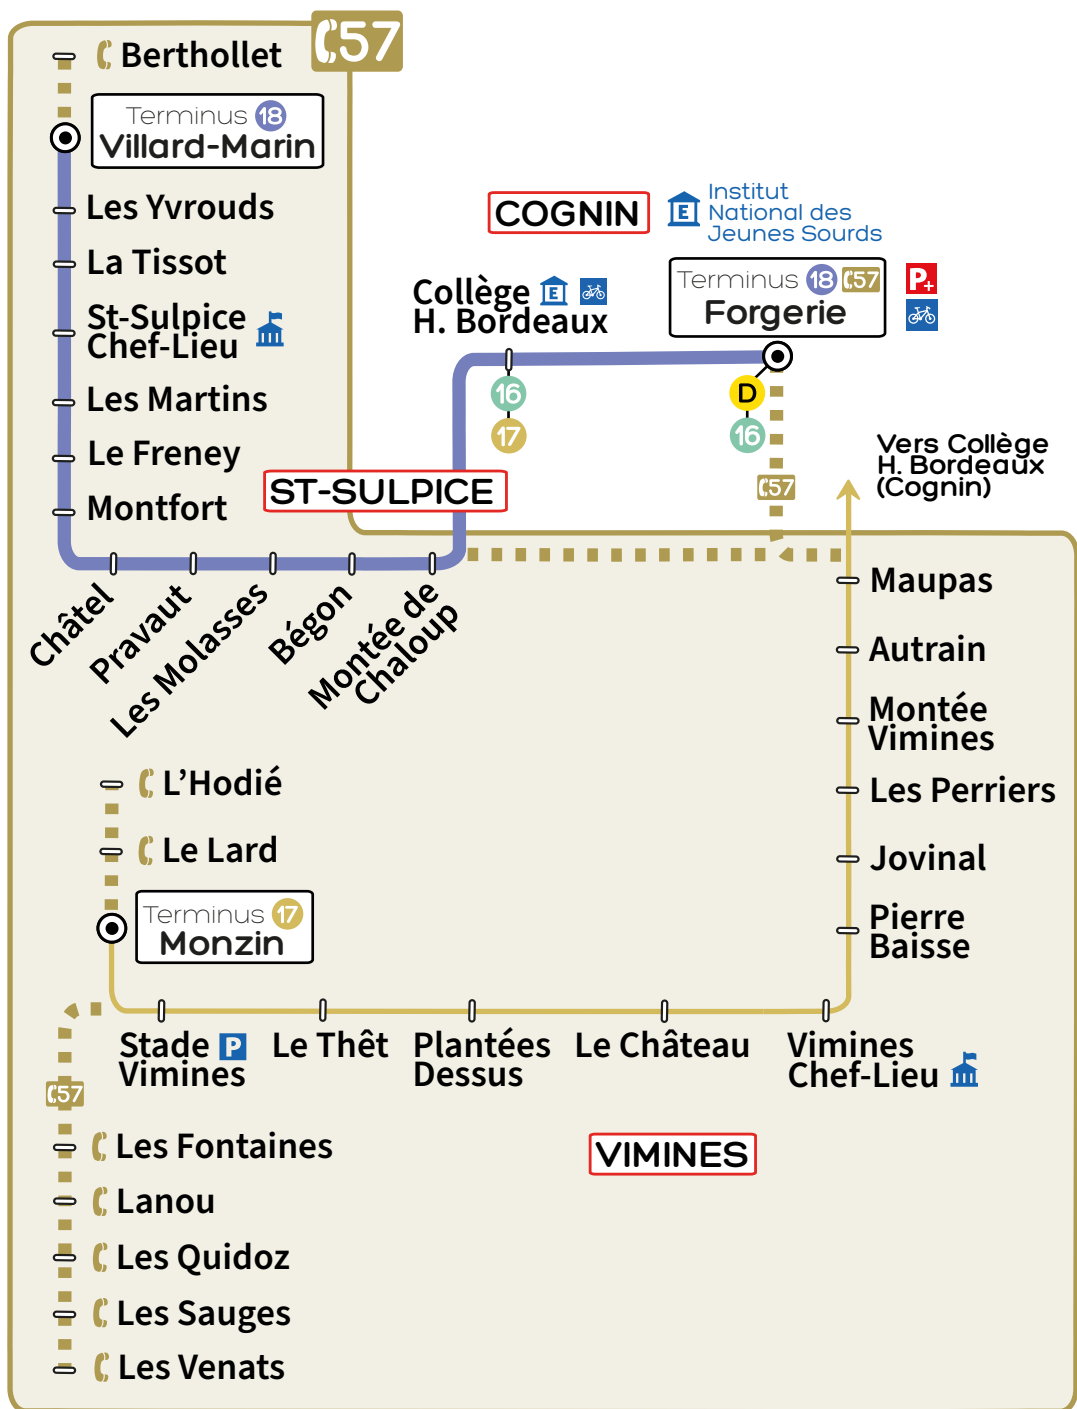 57
Berthollet
Terminus 18
Villard-Marin
Les Yvrouds
La Tissot
St-Sulpice
Chef-Lieu
Les Martins
Le Freney
Montfort
ST-SULPICE
Châtel
Pravaut
Les Molasses
Bégon
Montée de
Chaloup
COGNIN
E
Institut
National des
Jeunes Sourds
Collège E
H. Bordeaux
16
17
Terminus 18 57
Forgerie
P+
D
16
57
Vers Collège
H. Bordeaux
(Cognin)
Maupas
Autrain
Montée
Vimines
Les Perriers
Jovinal
Pierre
Baisse
L'Hodié
Le Lard
Terminus 17
Monzin
Stade P
Vimines
Le Thêt
Plantées
Dessus
Le Château
Vimines
Chef-Lieu
57
Les Fontaines
Lanou
Les Quidoz
Les Sauges
Les Venats
VIMINES